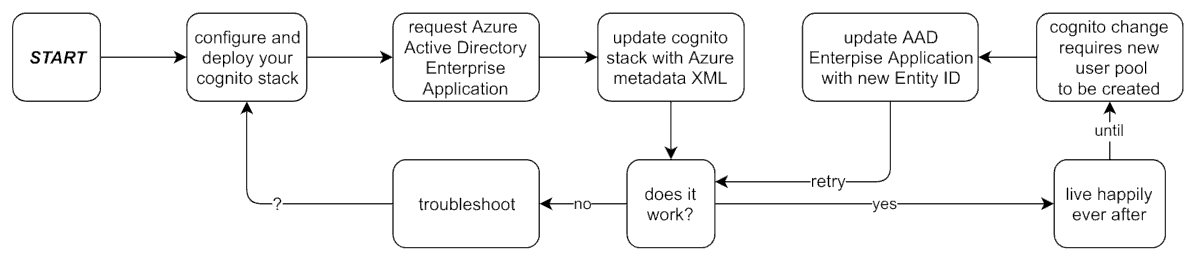 START
configure and
deploy your
cognito stack
request Azure
Active Directory
Enterprise
Application
update cognito
stack with Azure
metadata XML
update AAD
Enterpise Application
with new Entity ID
cognito change
requires new
user pool
to be created
until
retry
?
troubleshoot
no
does it
work?
yes
live happily
ever after